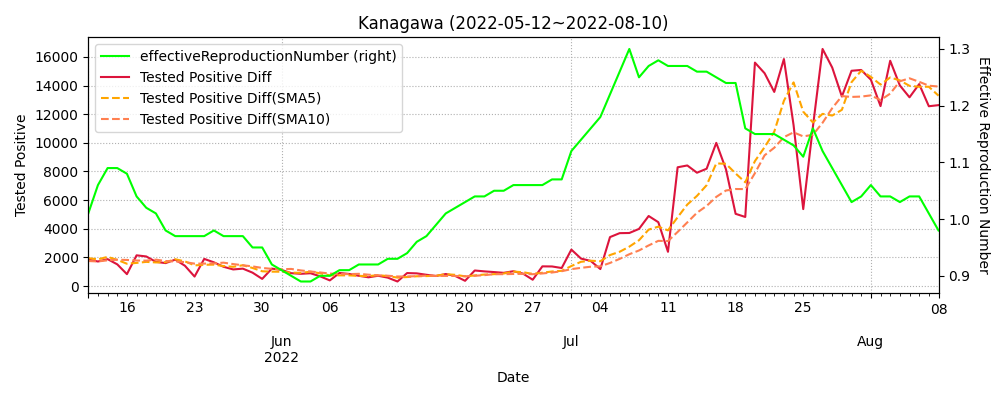 Kanagawa (2022-05-12~2022-08-10)
effectiveReproductionNumber (right)
Tested Positive Diff
Tested Positive Diff(SMA5)
Tested Positive Diff(SMA10)
Tested Positive
16000
14000
12000
10000
8000
6000
4000
2000
0
Effective Reproduction Number
1.3
1.2
1.1
1.0
0.9
16 23 30 06 13 20 27 04 11 18 25 08
Jun Jul Aug
2022
Date